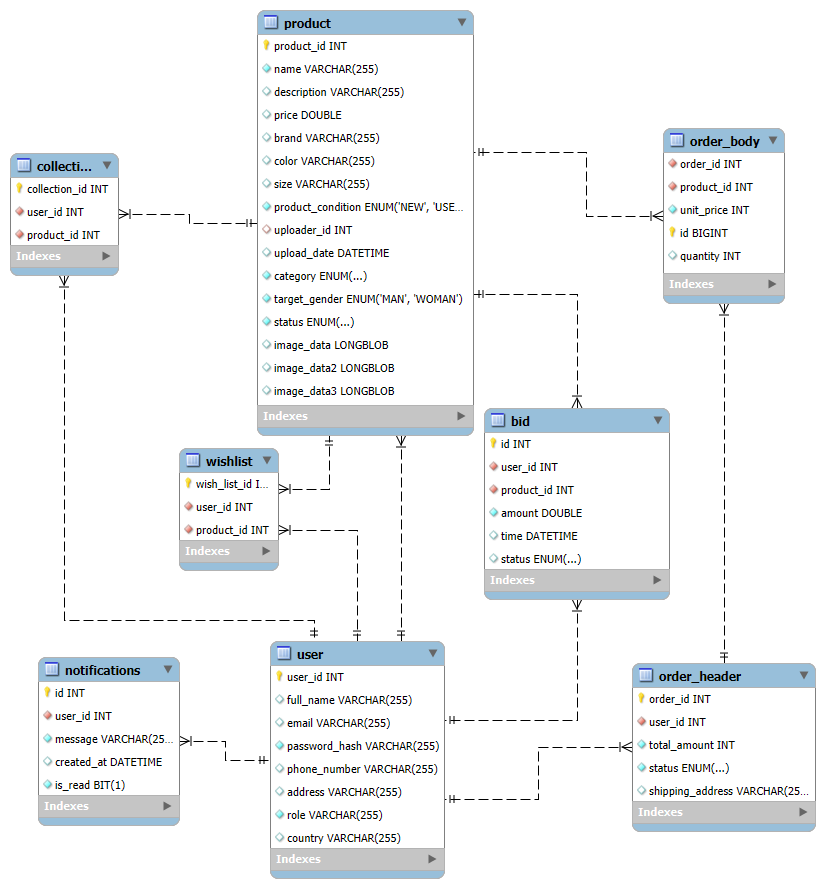 product
product_id INT
name VARCHAR(255)
description VARCHAR(255)
price DOUBLE
brand VARCHAR(255)
color VARCHAR(255)
size VARCHAR(255)
product_condition ENUM('NEW', 'USE...
uploader_id INT
upload_date DATETIME
category ENUM(...)
target_gender ENUM('MAN', 'WOMAN')
status ENUM(...)
image_data LONGBLOB
image_data2 LONGBLOB
image_data3 LONGBLOB
Indexes
collecti...
collection_id INT
user_id INT
product_id INT
Indexes
order_body
order_id INT
product_id INT
unit_price INT
id BIGINT
quantity INT
Indexes
bid
id INT
user_id INT
product_id INT
amount DOUBLE
time DATETIME
status ENUM(...)
Indexes
wishlist
wish_list_id I...
user_id INT
product_id INT
Indexes
user
user_id INT
full_name VARCHAR(255)
email VARCHAR(255)
password_hash VARCHAR(255)
phone_number VARCHAR(255)
address VARCHAR(255)
role VARCHAR(255)
country VARCHAR(255)
Indexes
notifications
id INT
user_id INT
message VARCHAR(25...
created_at DATETIME
is_read BIT(1)
Indexes
order_header
order_id INT
user_id INT
total_amount INT
status ENUM(...)
shipping_address VARCHAR(25...
Indexes